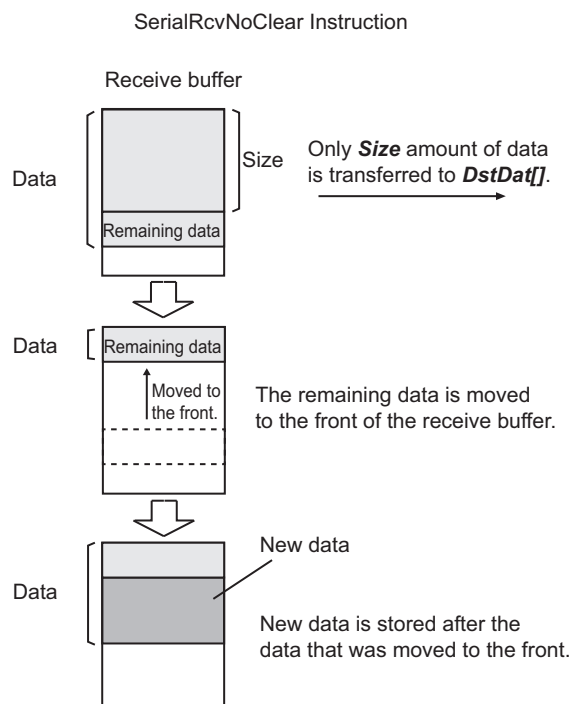 SerialRcvNoClear Instruction
Receive buffer
Data
Size
Only Size amount of data
is transferred to DstDat[].
Remaining data
Data
Remaining data
Moved to
the front.
The remaining data is moved
to the front of the receive buffer.
New data
Data
New data is stored after the
data that was moved to the front.